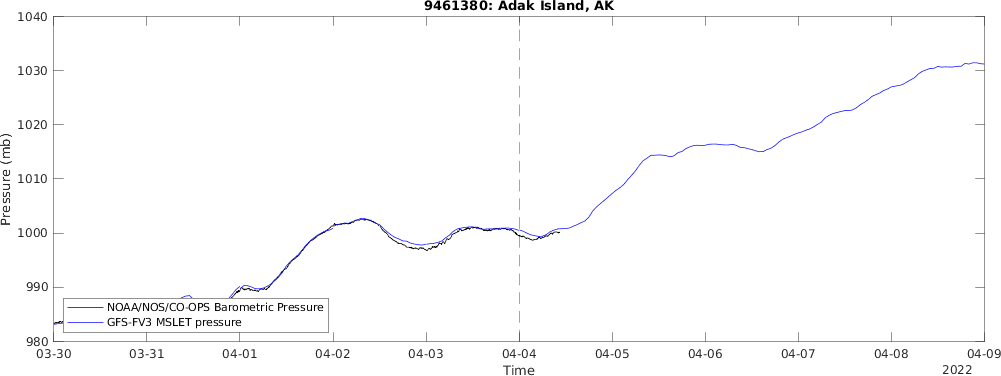 9461380: Adak Island, AK
1040
1030
1020
1010
1000
990
980
Pressure (mb)
NOAA/NOS/CO-OPS Barometric Pressure
GFS-FV3 MSLET pressure
03-30 03-31 04-01 04-02 04-03 04-04 04-05 04-06 04-07 04-08 04-09
Time
2022